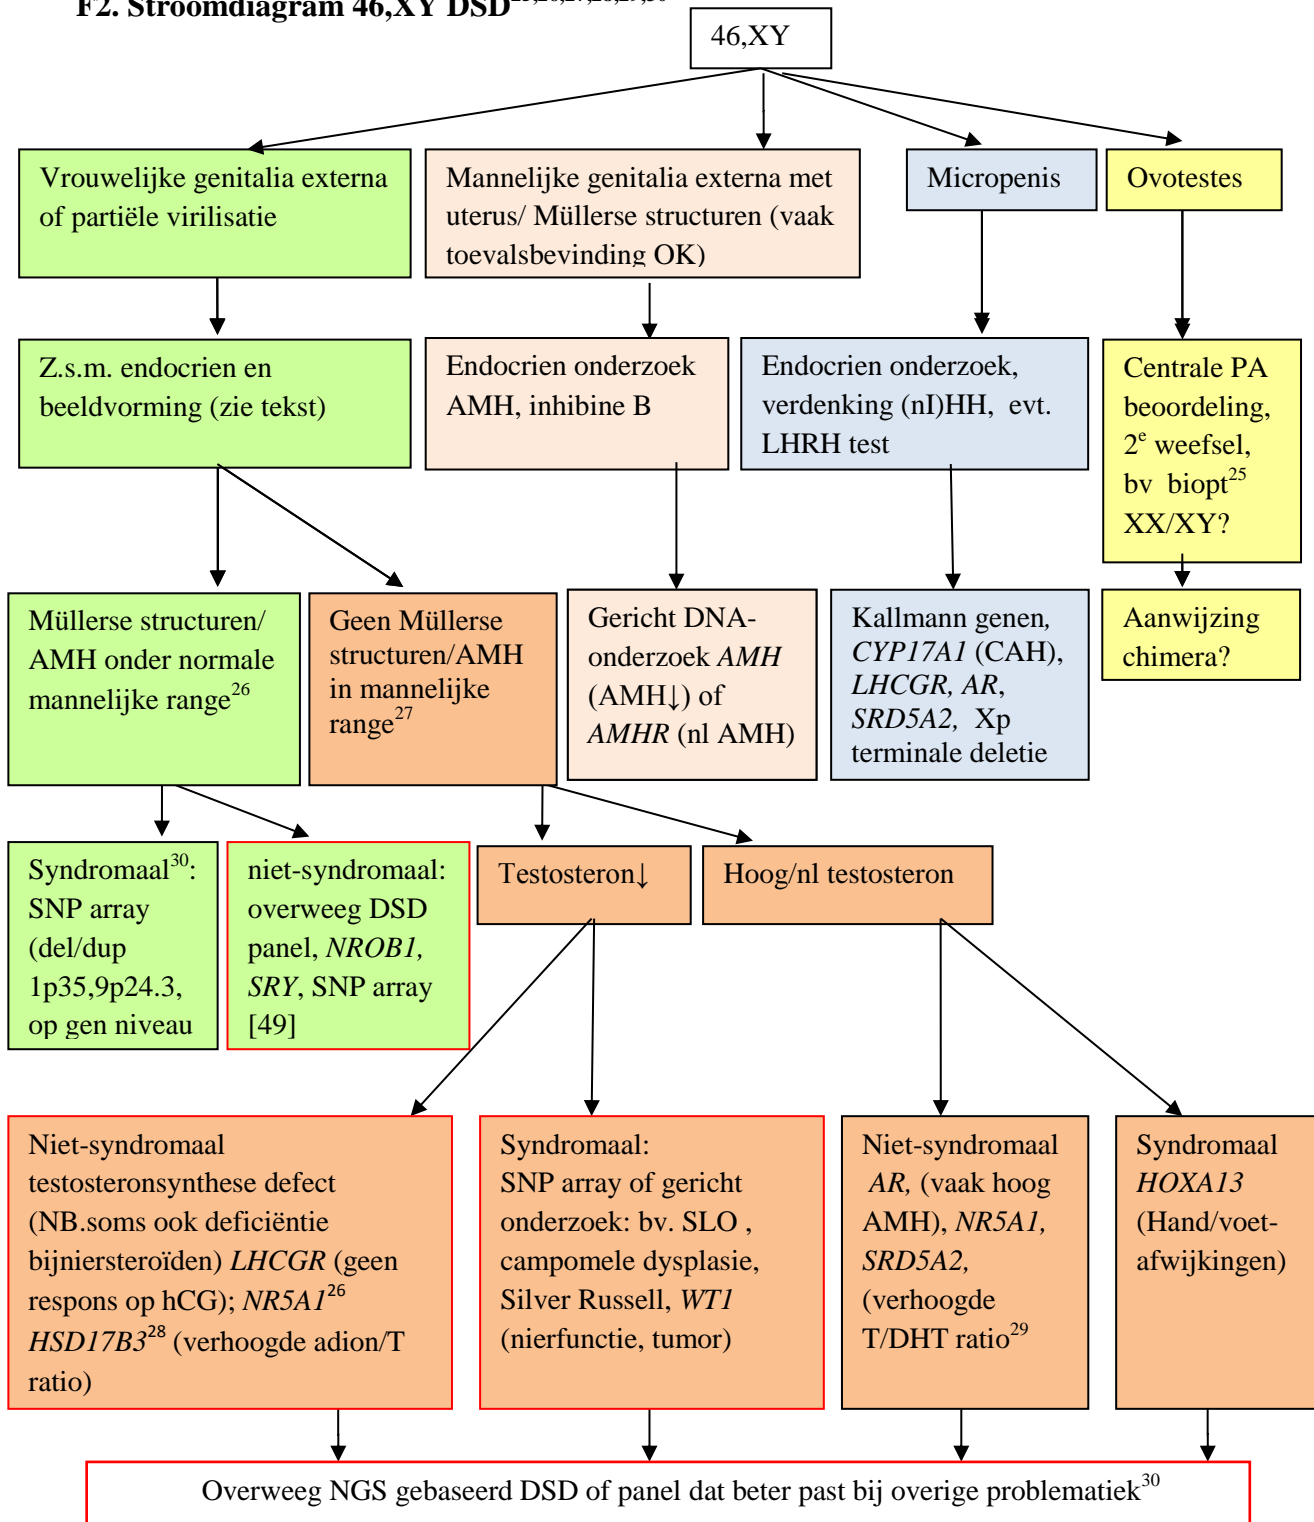 F2. Stroomdiagram 46,XY DSD25,26,27,28,29,30
46,XY
Vrouwelijke genitalia externa
of partiële virilisatie
Mannelijke genitalia externa met
uterus/ Müllerse structuren (vaak
toevalsbevinding OK)
Micropenis
Ovotestes
Z.s.m. endocrien en
beeldvorming (zie tekst)
Endocrien onderzoek
AMH, inhibine B
Endocrien onderzoek,
verdenking (nI)HH, evt.
LHRH test
Centrale PA
beoordeling,
2e weefsel,
bv biopt25
XX/XY?
Müllerse structuren/
AMH onder normale
mannelijke range26
Geen Müllerse
structuren/AMH
in mannelijke
range27
Gericht DNA-
onderzoek AMH
(AMH↓) of
AMHR (nl AMH)
Kallmann genen,
CYP17A1 (CAH),
LHCGR, AR,
SRD5A2, Xp
terminale deletie
Aanwijzing
chimera?
Syndromaal30:
SNP array
(del/dup
1p35,9p24.3,
op gen niveau
niet-syndromaal:
overweeg DSD
panel, NROB1,
SRY, SNP array
[49]
Testosteron↓
Hoog/nl testosteron
Niet-syndromaal
testosteronsynthese defect
(NB.soms ook deficiëntie
bijniersteroïden) LHCGR (geen
respons op hCG); NR5A126
HSD17B328 (verhoogde adion/T
ratio)
Syndromaal:
SNP array of gericht
onderzoek: bv. SLO ,
campomele dysplasie,
Silver Russell, WT1
(nierfunctie, tumor)
Niet-syndromaal
AR, (vaak hoog
AMH), NR5A1,
SRD5A2,
(verhoogde
T/DHT ratio29
Syndromaal
HOXA13
(Hand/voet-
afwijkingen)
Overweeg NGS gebaseerd DSD of panel dat beter past bij overige problematiek30